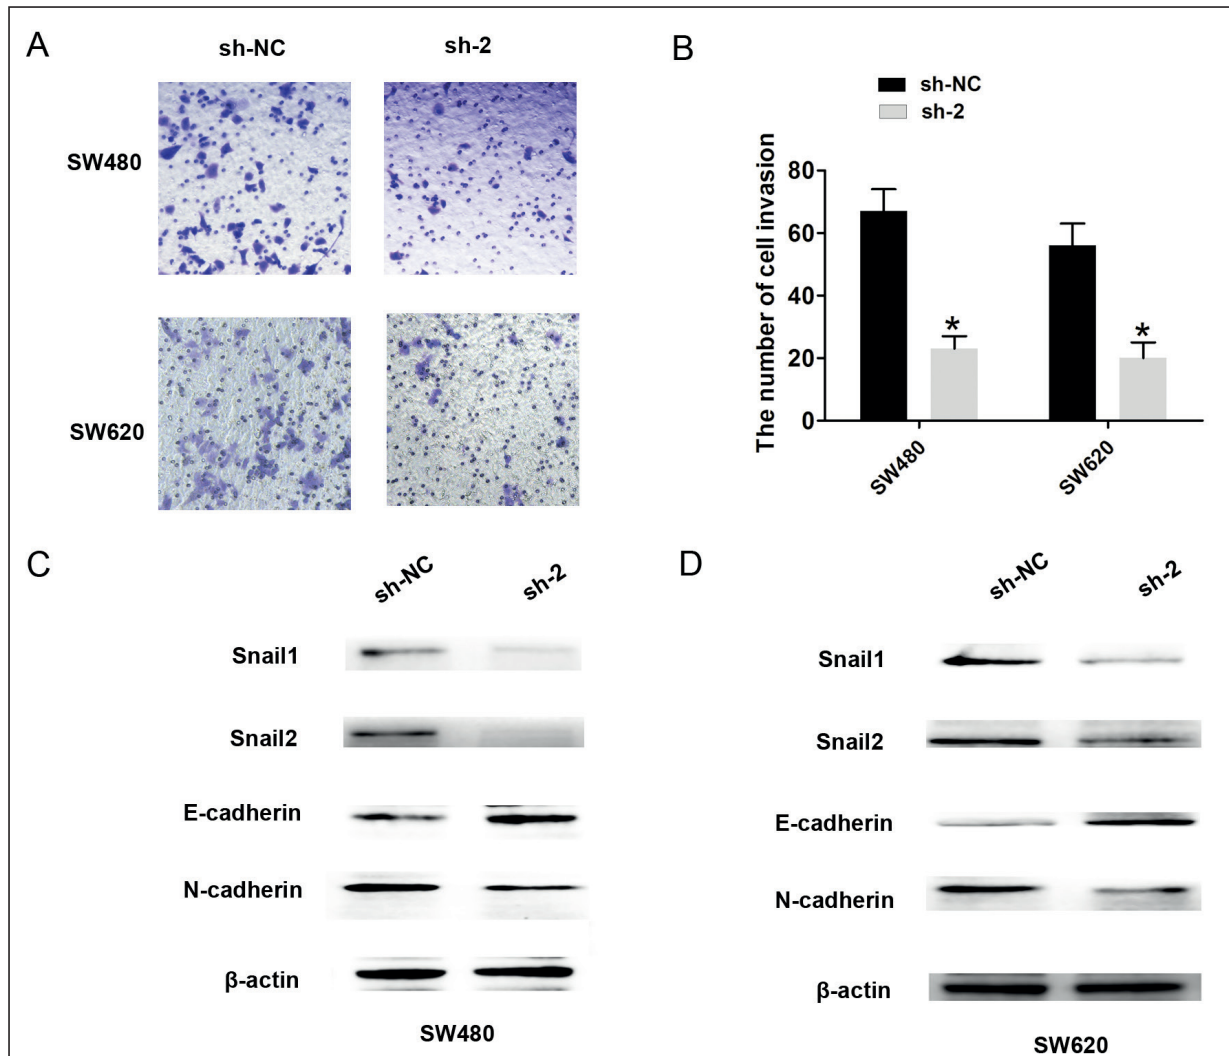 A
sh-NC
sh-2
SW480
SW620
B
sh-NC
sh-2
The number of cell invasion
80
60
40
20
0
*
*
SW480
SW620
C
sh-NC
sh-2
Snail1
Snail2
E-cadherin
N-cadherin
β-actin
SW480
D
sh-NC
sh-2
Snail1
Snail2
E-cadherin
N-cadherin
β-actin
SW620